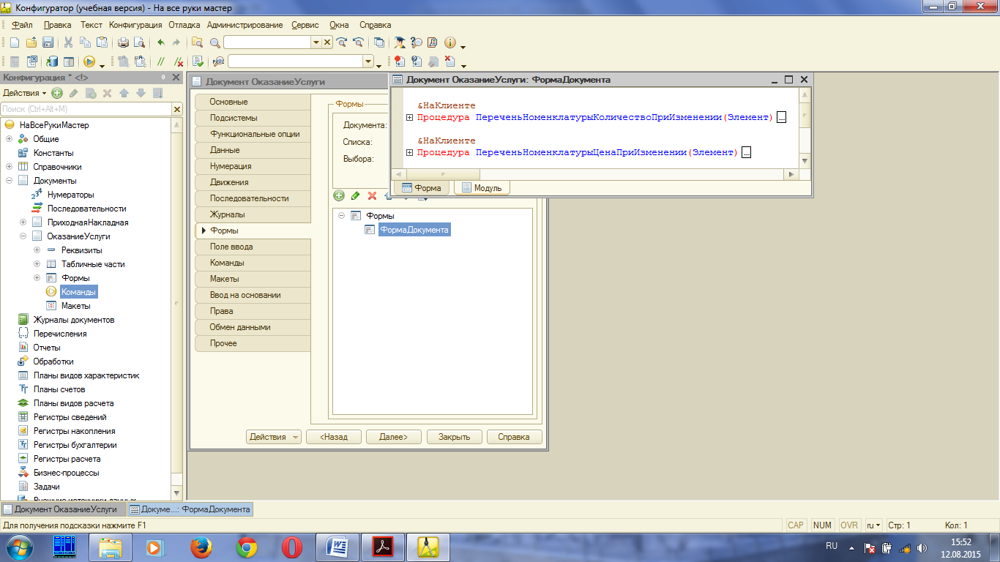 Конфигуратор (учебная версия) - На все руки мастер
Файл Правка Текст Конфигурация Отладка Администрирование Сервис Окна Справка
Конфигурация * <!>
Действия
Поиск (Ctrl+Alt+M)
НаВсеРукиМастер
Общие
Константы
Справочники
Документы
Нумераторы
Последовательности
ПриходнаяНакладная
ОказаниеУслуги
Реквизиты
Табличные части
Формы
Команды
Макеты
Журналы документов
Перечисления
Отчеты
Обработки
Планы видов характеристик
Планы счетов
Планы видов расчета
Регистры сведений
Регистры накопления
Регистры бухгалтерии
Регистры расчета
Бизнес-процессы
Задачи
Внешние источники данных
Документ ОказаниеУслуги
Основные
Подсистемы
Функциональные опции
Данные
Нумерация
Движения
Последовательности
Журналы
Формы
Поле ввода
Команды
Макеты
Ввод на основании
Права
Обмен данными
Прочее
Формы
Документа:
Списка:
Выбора:
Формы
ФормаДокумента
Действия <Назад Далее> Закрыть Справка
Документ ОказаниеУслуги: ФормаДокумента
&НаКлиенте
Процедура ПереченьНоменклатурыКоличествоПриИзменении(Элемент) ...
&НаКлиенте
Процедура ПереченьНоменклатурыЦенаПриИзменении(Элемент) ...
Форма Модуль
Документ ОказаниеУслуги Докуме...: ФормаДокумента
Для получения подсказки нажмите F1 CAP NUM OVR ru Стр: 1 Кол: 1
RU 15:52
12.08.2015